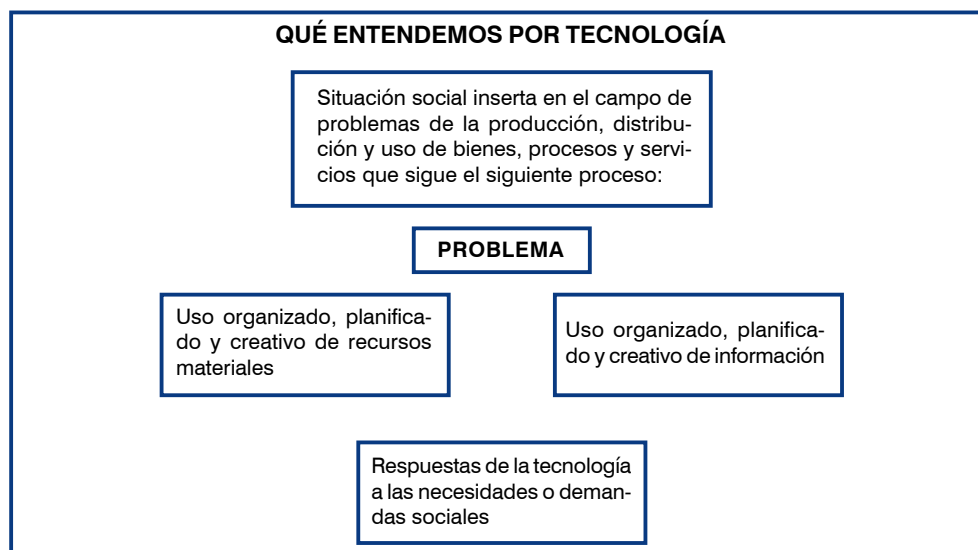 QUÉ ENTENDEMOS POR TECNOLOGÍA
Situación social inserta en el campo de
problemas de la producción, distribu-
ción y uso de bienes, procesos y servi-
cios que sigue el siguiente proceso:
PROBLEMA
Uso organizado, planifica-
do y creativo de recursos
materiales
Uso organizado, planifica-
do y creativo de información
Respuestas de la tecnología
a las necesidades o deman-
das sociales